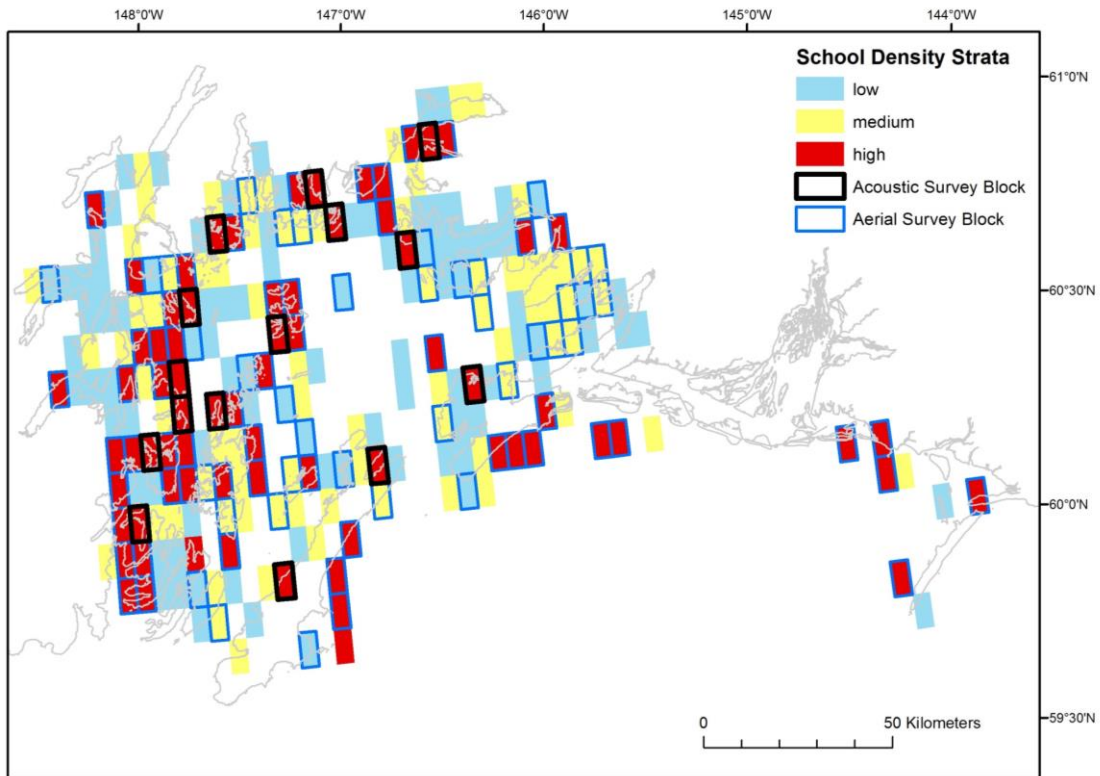 148°0'W 147°0'W 146°0'W 145°0'W 144°0'W
School Density Strata
61°0'N
low
medium
high
Acoustic Survey Block
Aerial Survey Block
60°30'N
60°0'N
0 50 Kilometers
59°30'N